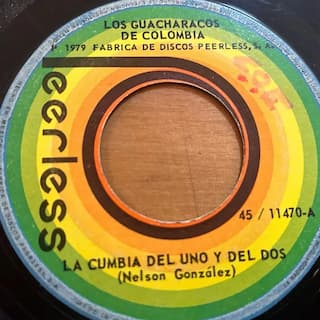 LOS GUACHARACOS
DE COLOMBIA
P. 1979 FABRICA DE DISCOS PEERLESS, S. A.
peerless
45 / 11470-A
LA CUMBIA DEL UNO Y DEL DOS
(Nelson González)